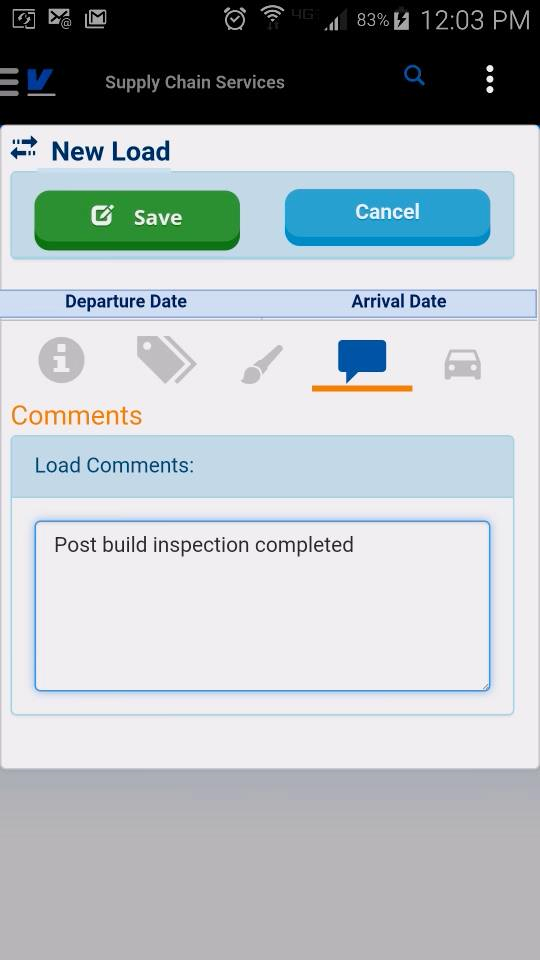 4G 83% 12:03 PM
V Supply Chain Services
New Load
Save Cancel
Departure Date Arrival Date
Comments
Load Comments:
Post build inspection completed